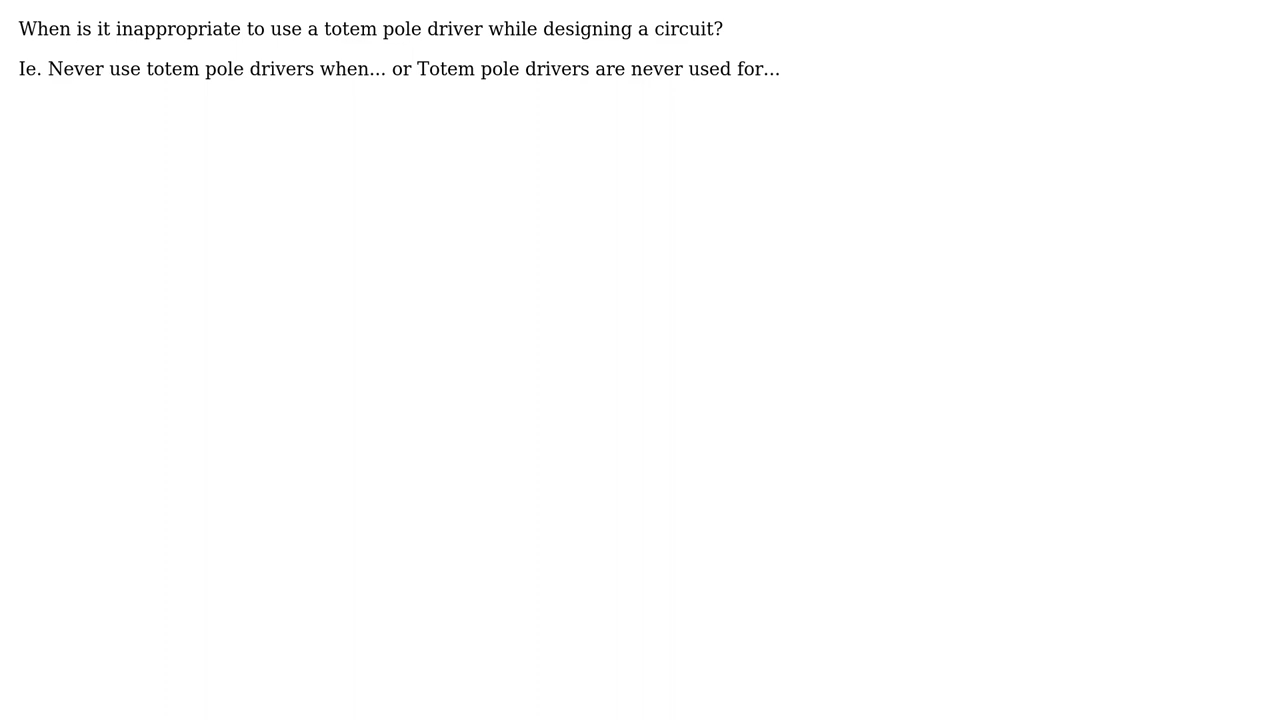 When is it inappropriate to use a totem pole driver while designing a circuit?
Ie. Never use totem pole drivers when... or Totem pole drivers are never used for...